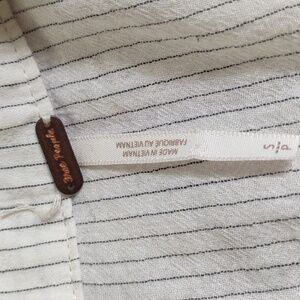 Free People
MADE IN VIETNAM
FABRIQUÉ AU VIETNAM
p/s